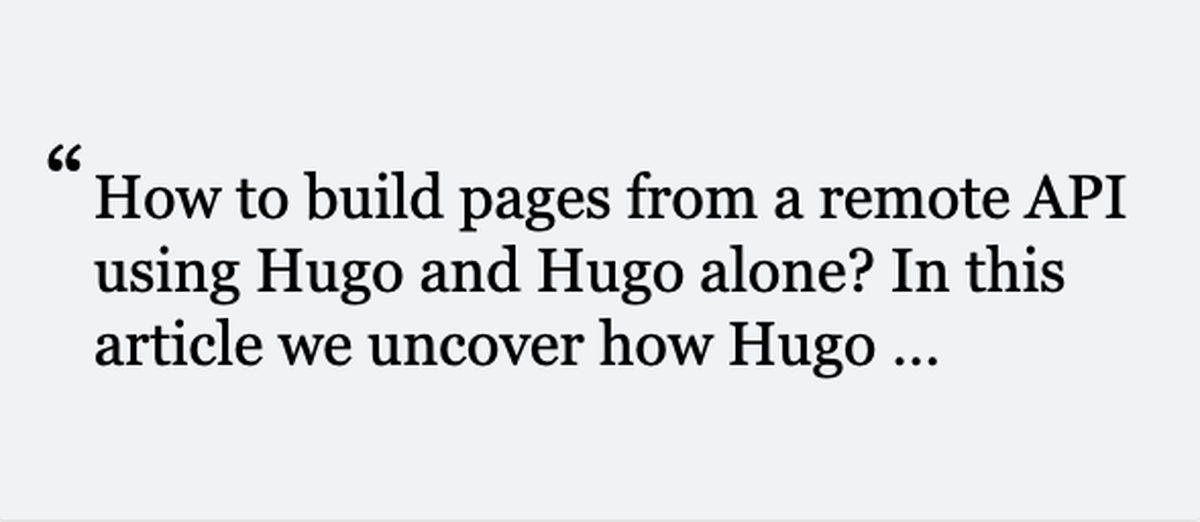 “
How to build pages from a remote API
using Hugo and Hugo alone? In this
article we uncover how Hugo ...